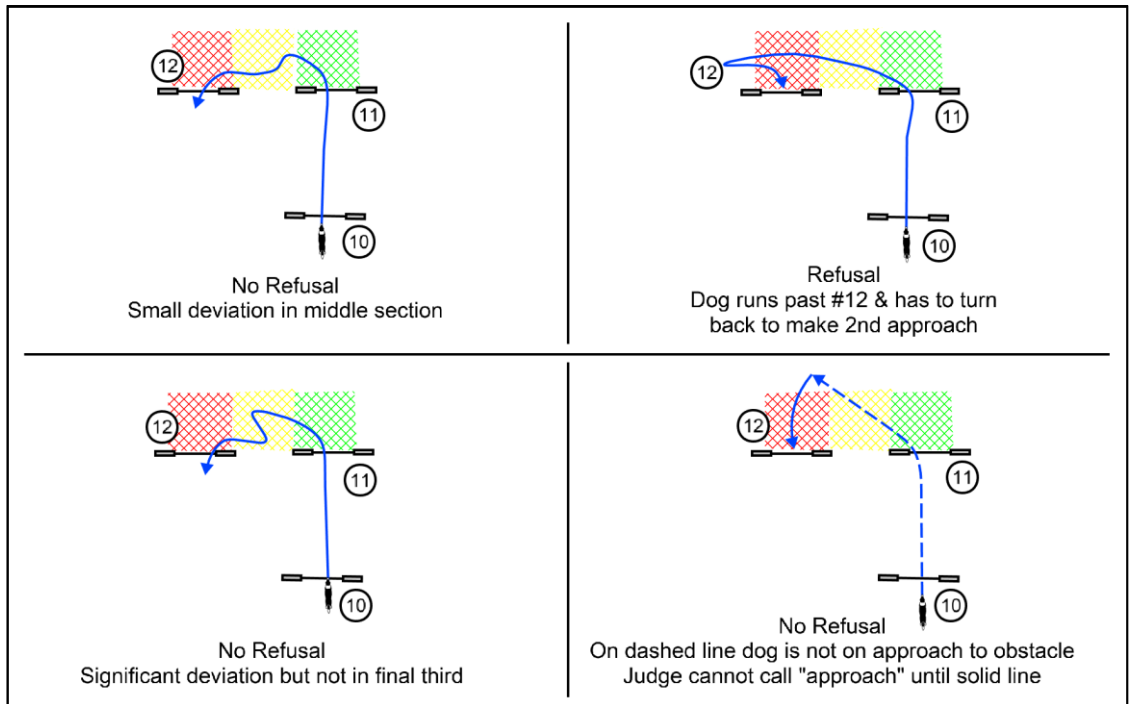 12
11
10
No Refusal
Small deviation in middle section
12
11
10
Refusal
Dog runs past #12 & has to turn
back to make 2nd approach
12
11
10
No Refusal
Significant deviation but not in final third
12
11
10
No Refusal
On dashed line dog is not on approach to obstacle
Judge cannot call "approach" until solid line